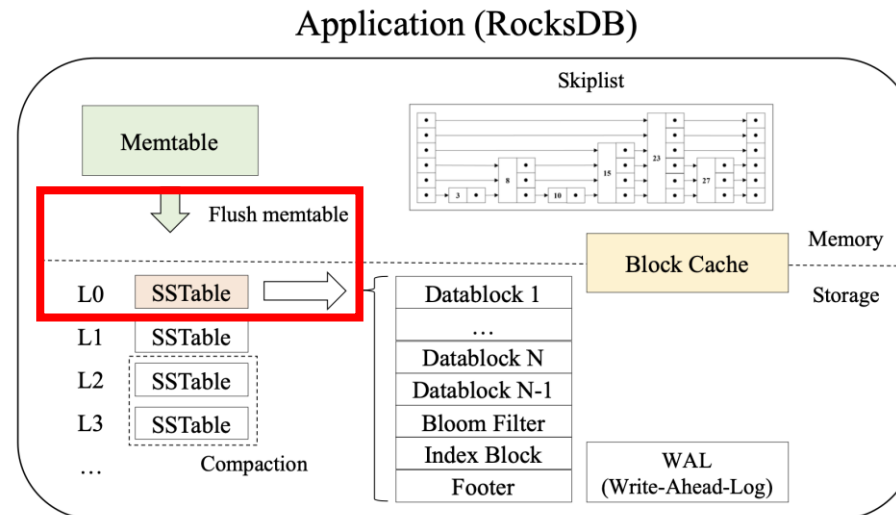 Application (RocksDB)
Skiplist
Memtable
3
8
10
15
23
27
Flush memtable
Memory
Block Cache
Storage
L0
SSTable
L1
SSTable
L2
SSTable
L3
SSTable
…
Compaction
Datablock 1
…
Datablock N
Datablock N-1
Bloom Filter
Index Block
Footer
WAL
(Write-Ahead-Log)